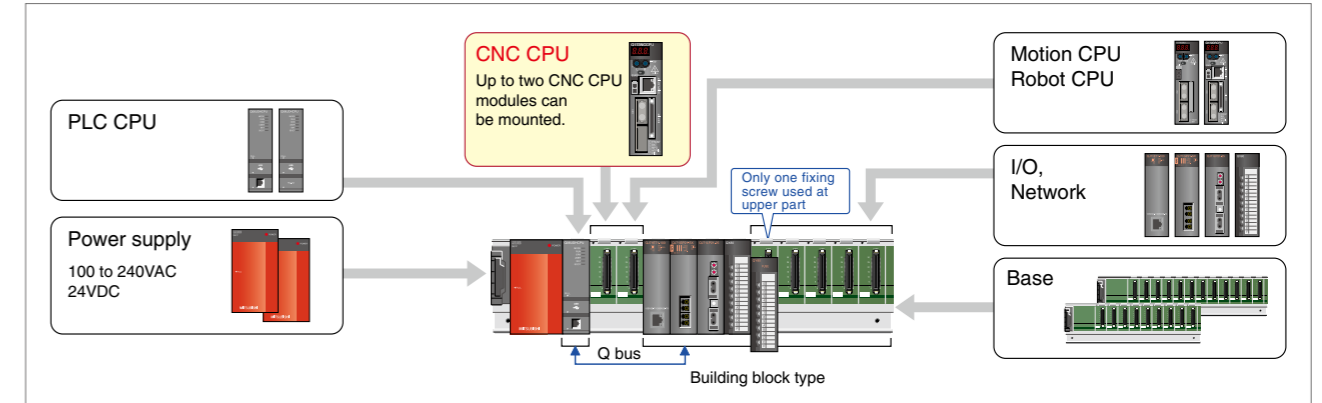 PLC CPU
Power supply
100 to 240VAC
24VDC
CNC CPU
Up to two CNC CPU
modules can
be mounted.
Only one fixing
screw used at
upper part
Q bus
Building block type
Motion CPU
Robot CPU
I/O,
Network
Base